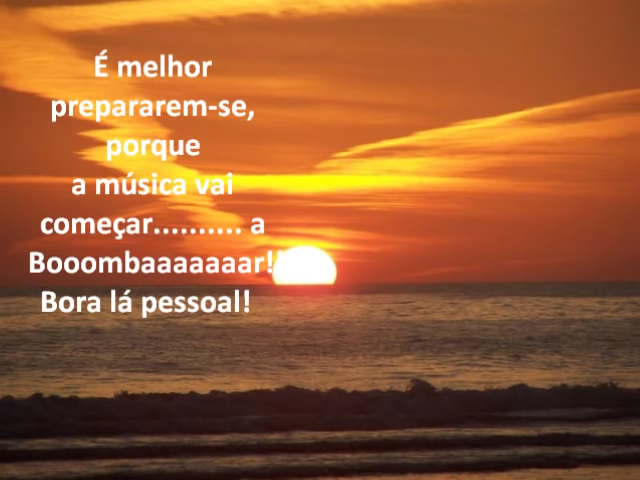 É melhor
prepararem-se,
porque
a música vai
começar.......... a
Booombaaaaaaar!!
Bora lá pessoal!